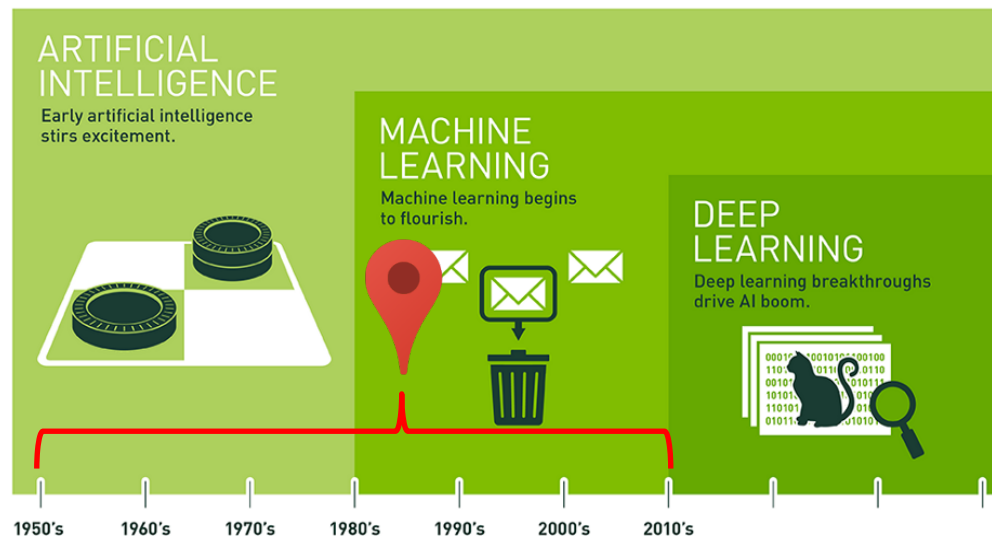 ARTIFICIAL
INTELLIGENCE
Early artificial intelligence
stirs excitement.
MACHINE
LEARNING
Machine learning begins
to flourish.
DEEP
LEARNING
Deep learning breakthroughs
drive AI boom.
1950's 1960's 1970's 1980's 1990's 2000's 2010's